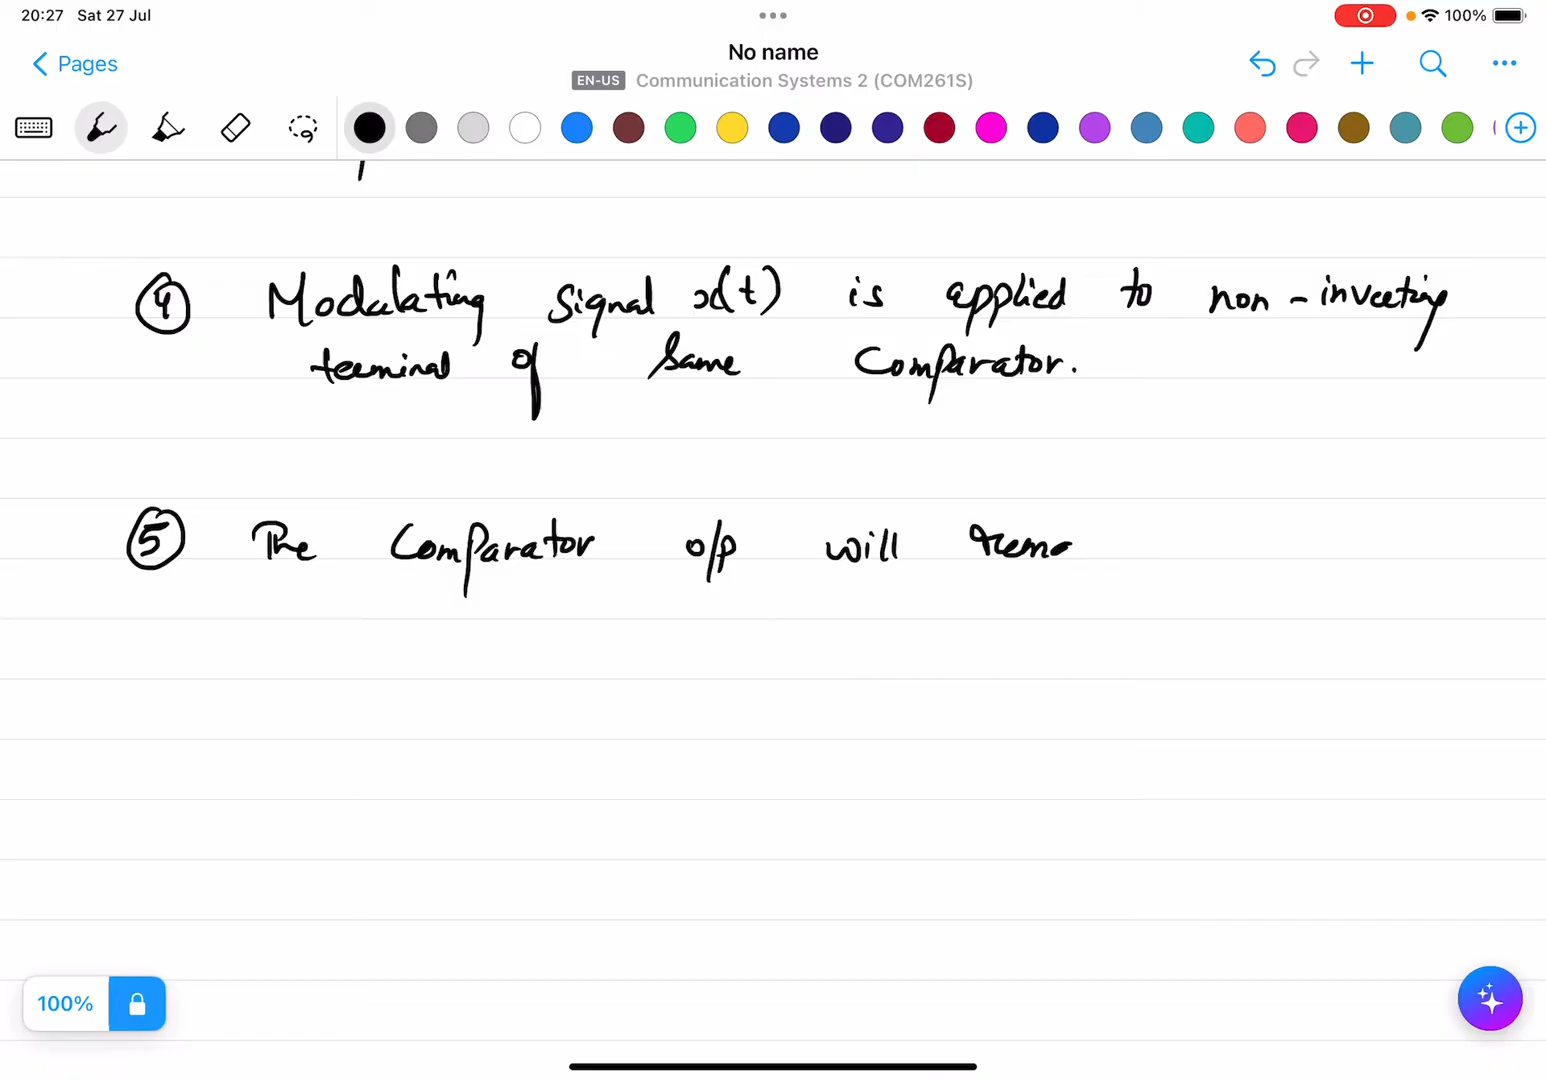 20:27 Sat 27 Jul
100%
Pages
No name
EN-US Communication Systems 2 (COM261S)
④ Modulating signal x(t) is applied to non-inverting
terminal of same Comparator.
⑤ The Comparator o/p will rema
100%